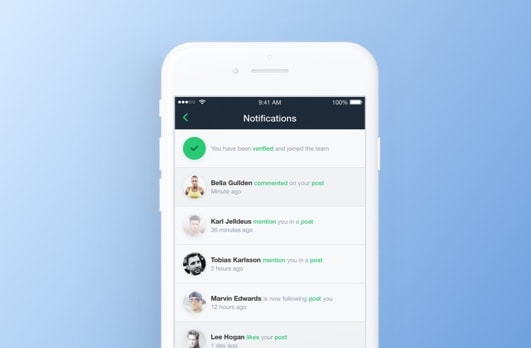 9:41 AM 100%
Notifications
You have been verified and joined the team
Bella Guilden commented on your post
Minute ago
Karl Jelldeus mention you in a post
36 minutes ago
Tobias Karlsson mention you in a post
2 hours ago
Marvin Edwards is now following post you
12 hours ago
Lee Hogan likes your post
1 day ago